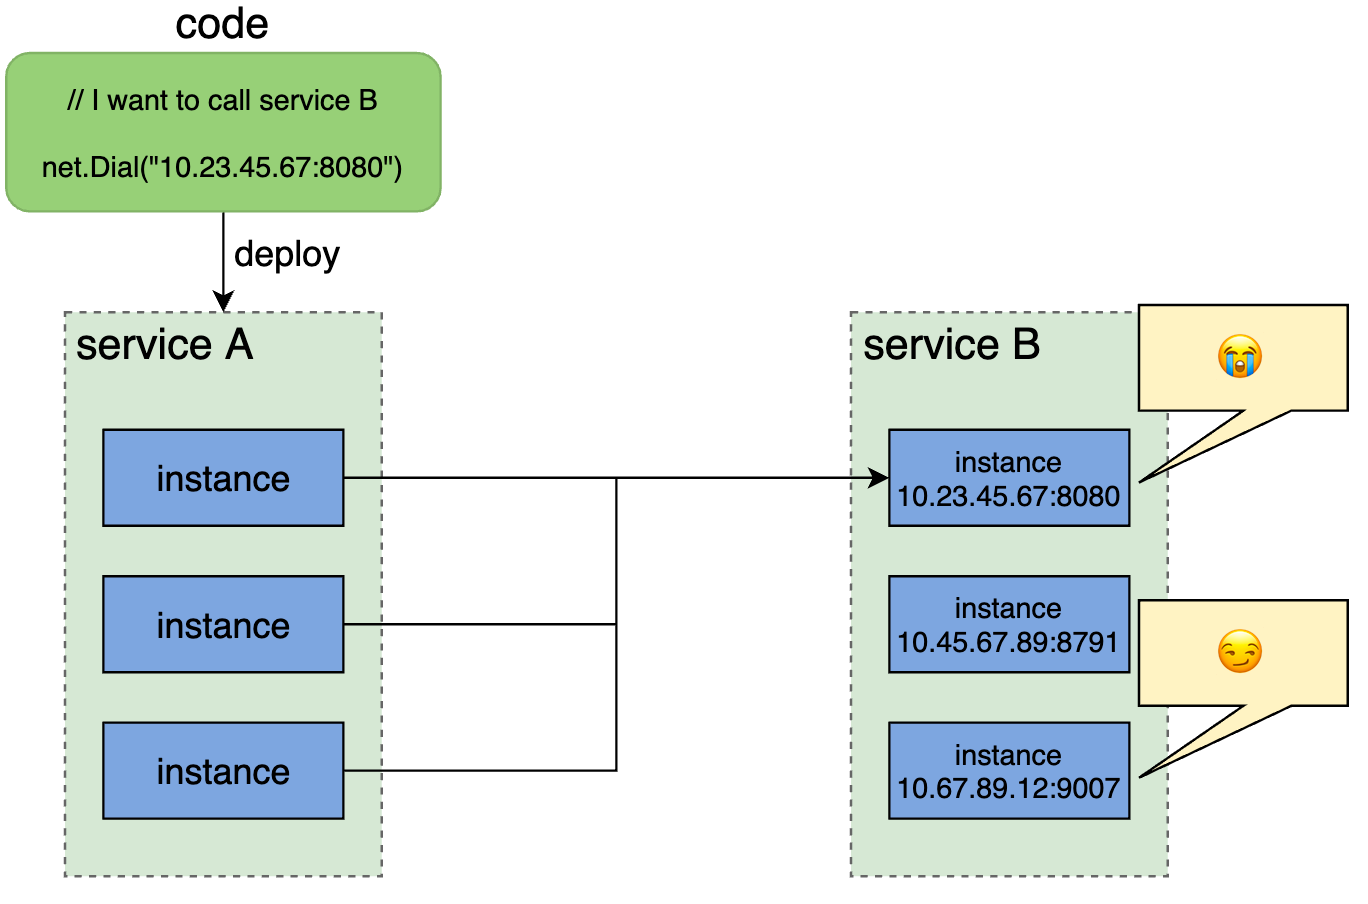 code
// I want to call service B
net.Dial("10.23.45.67:8080")
deploy
service A
instance
instance
instance
service B
instance
10.23.45.67:8080
instance
10.45.67.89:8791
instance
10.67.89.12:9007